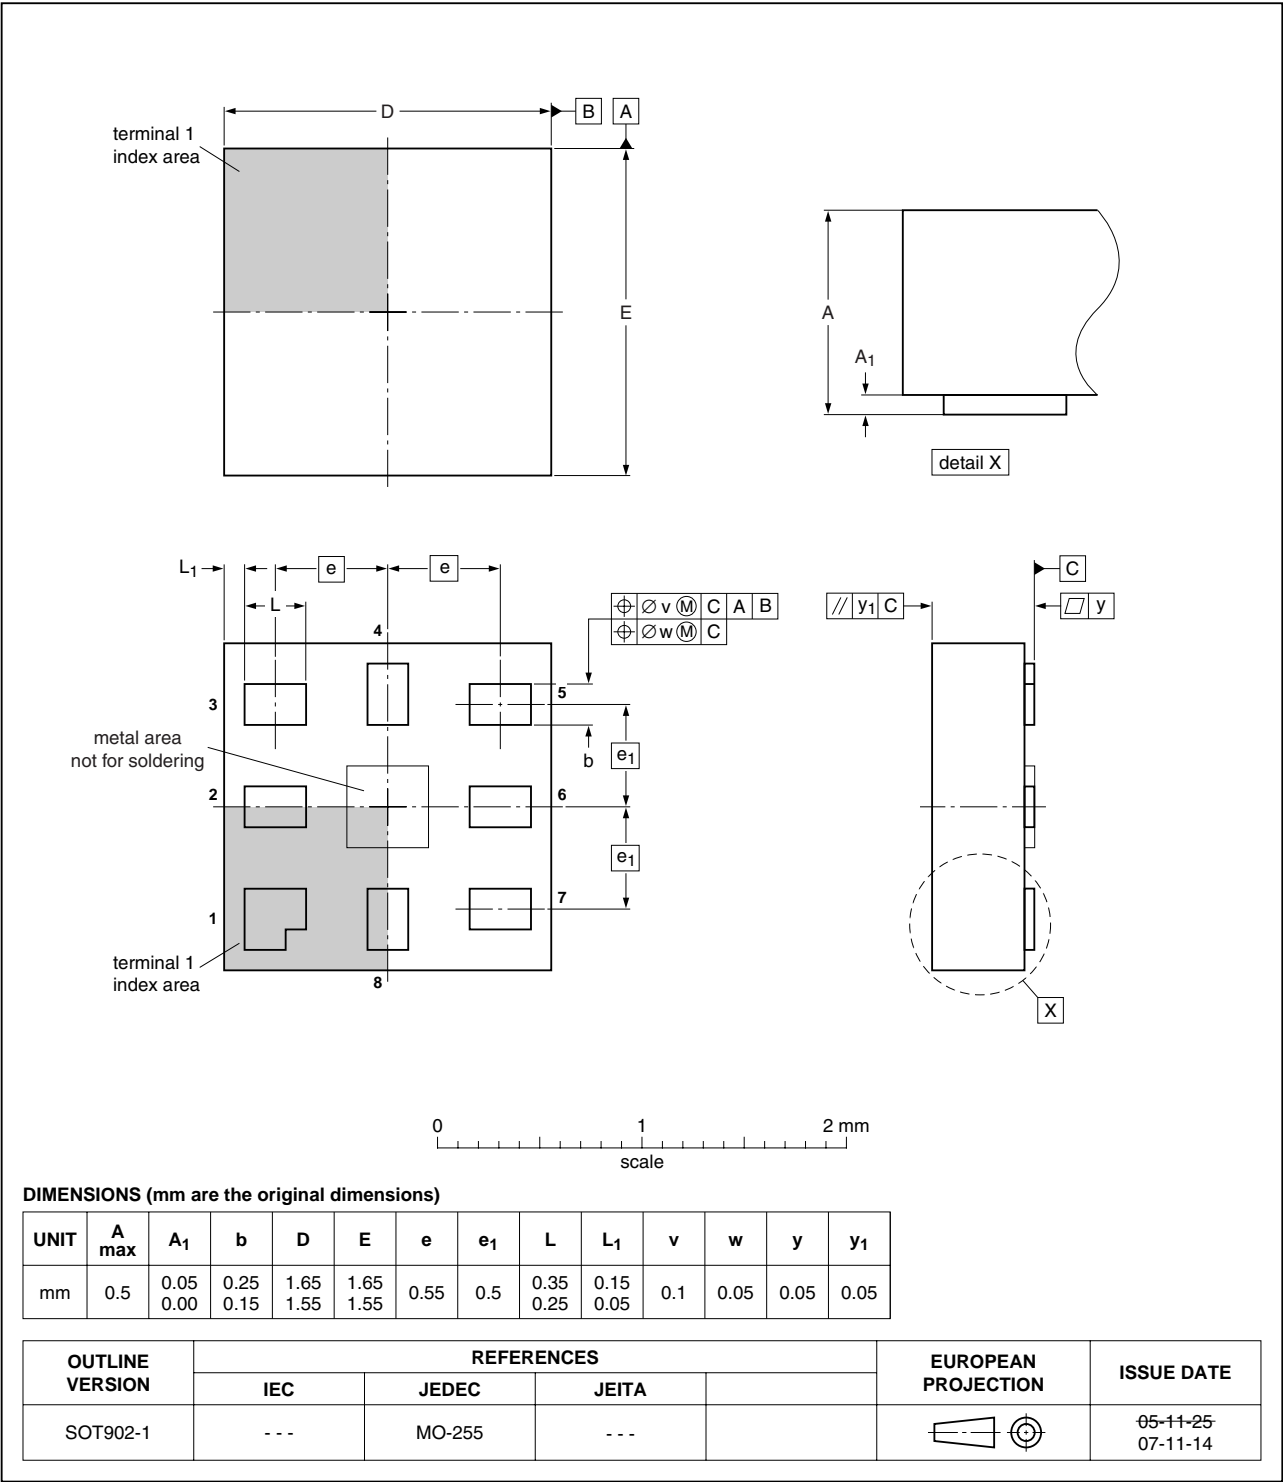 D
B
A
terminal 1
index area
E
A
A1
detail X
L1
e
e
L
⌖ ⌀ v Ⓜ C A B
⌖ ⌀ w Ⓜ C
// y1 C
C
▱ y
4
3
5
metal area
not for soldering
b
e1
2
6
e1
1
7
terminal 1
index area
8
X
0 1 2 mm
scale
DIMENSIONS (mm are the original dimensions)
UNIT A max A1 b D E e e1 L L1 v w y y1
mm 0.5 0.05 0.00 0.25 0.15 1.65 1.55 1.65 1.55 0.55 0.5 0.35 0.25 0.15 0.05 0.1 0.05 0.05 0.05
OUTLINE VERSION REFERENCES EUROPEAN PROJECTION ISSUE DATE
IEC JEDEC JEITA
SOT902-1 - - - MO-255 - - - 05-11-25
07-11-14